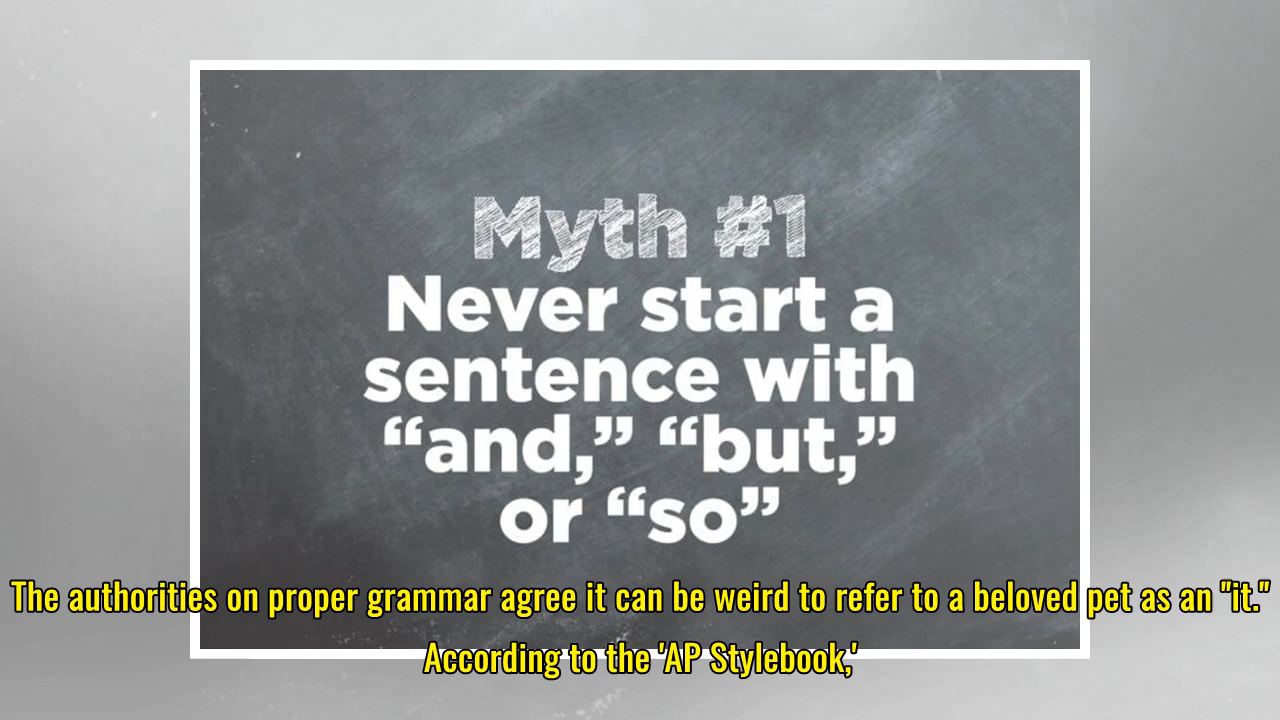 Myth #1
Never start a
sentence with
“and,” “but,”
or “so”
The authorities on proper grammar agree it can be weird to refer to a beloved pet as an "it."
According to the 'AP Stylebook,'